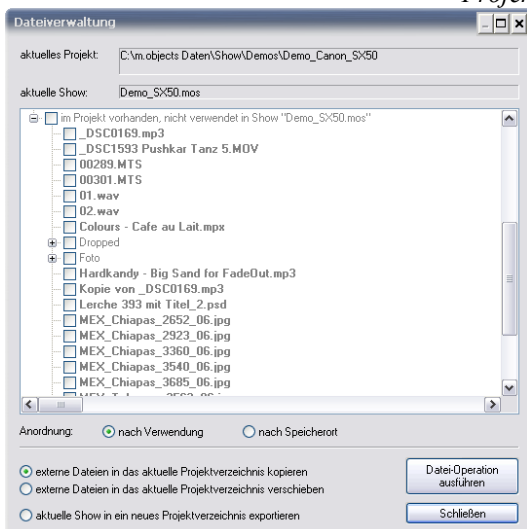 Dateiverwaltung
aktuelles Projekt: C:\m.objects Daten\Show\Demos\Demo_Canon_SX50
aktuelle Show: Demo_SX50.mos
im Projekt vorhanden, nicht verwendet in Show "Demo_SX50.mos"
_DSC0169.mp3
_DSC1593 Pushkar Tanz 5.MOV
00289.MTS
00301.MTS
01.wav
02.wav
Colours - Cafe au Lait.mpx
Dropped
Foto
Hardkandy - Big Sand for FadeOut.mp3
Kopie von _DSC0169.mp3
Lerche 393 mit Titel_2.psd
MEX_Chiapas_2652_06.jpg
MEX_Chiapas_2923_06.jpg
MEX_Chiapas_3360_06.jpg
MEX_Chiapas_3540_06.jpg
MEX_Chiapas_3685_06.jpg
Anordnung: nach Verwendung nach Speicherort
externe Dateien in das aktuelle Projektverzeichnis kopieren
externe Dateien in das aktuelle Projektverzeichnis verschieben
aktuelle Show in ein neues Projektverzeichnis exportieren
Datei-Operation
ausführen
Schließen